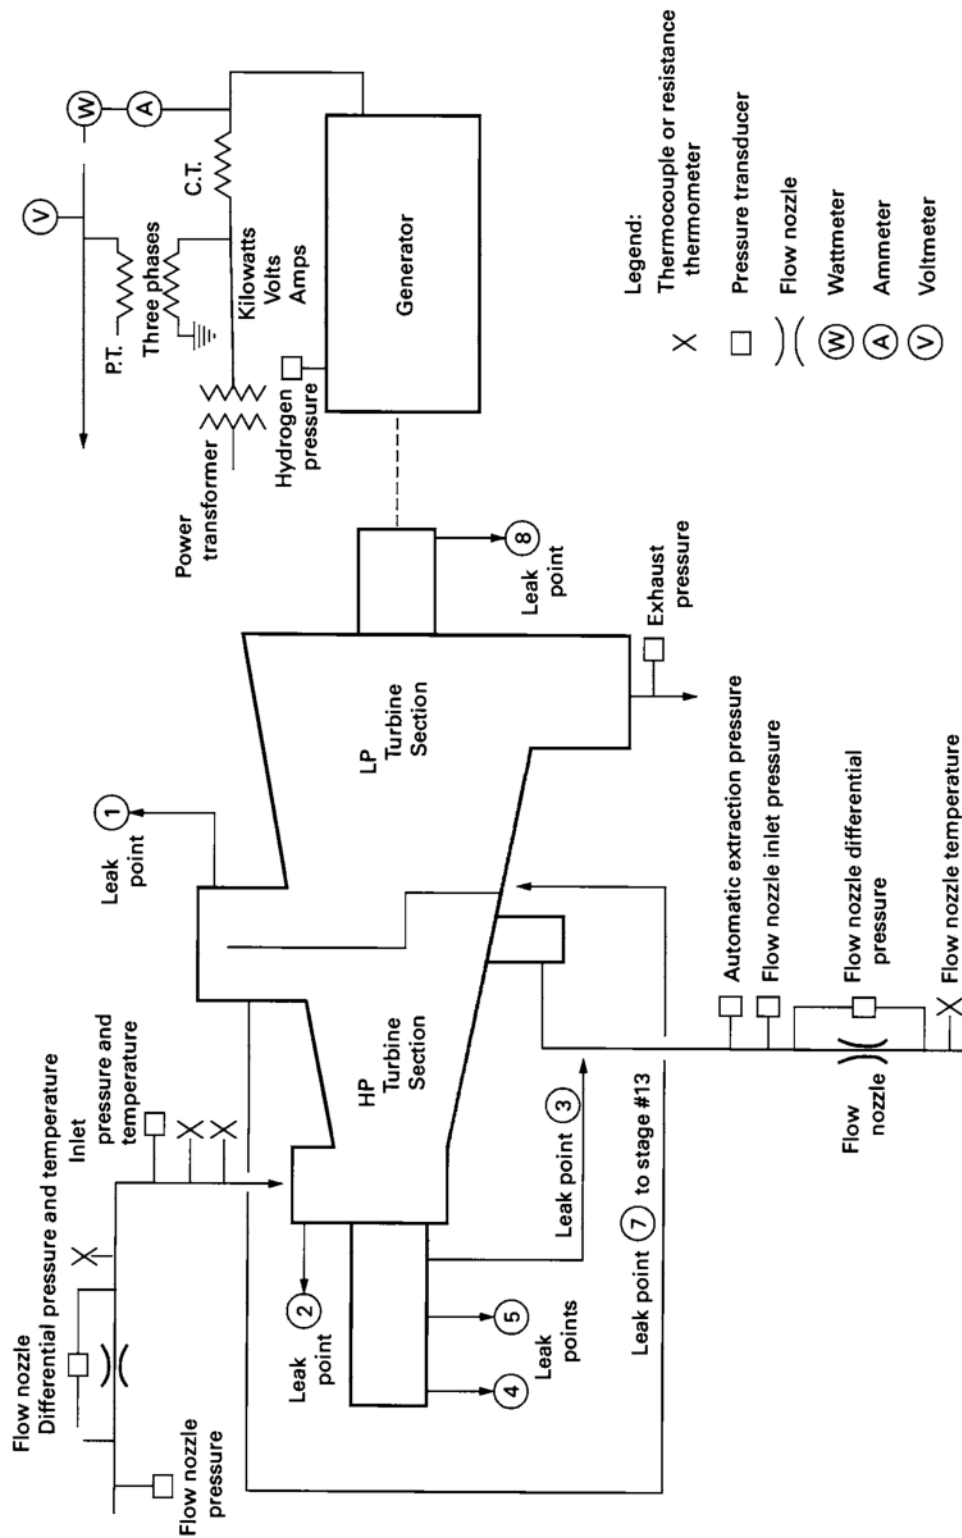 Flow nozzle
Differential pressure and temperature
Flow nozzle
pressure
Inlet
pressure and
temperature
Leak
point
2
4
5
Leak
points
HP
Turbine
Section
Leak point 3
Leak point 7 to stage #13
Leak
point
1
LP
Turbine
Section
Leak
point
8
Exhaust
pressure
Automatic extraction pressure
Flow nozzle inlet pressure
Flow nozzle differential
pressure
Flow nozzle temperature
Flow
nozzle
Power
transformer
Hydrogen
pressure
P.T.
Three phases
Kilowatts
Volts
Amps
C.T.
V
W
A
Generator
Legend:
X Thermocouple or resistance
thermometer
Pressure transducer
Flow nozzle
W Wattmeter
A Ammeter
V Voltmeter